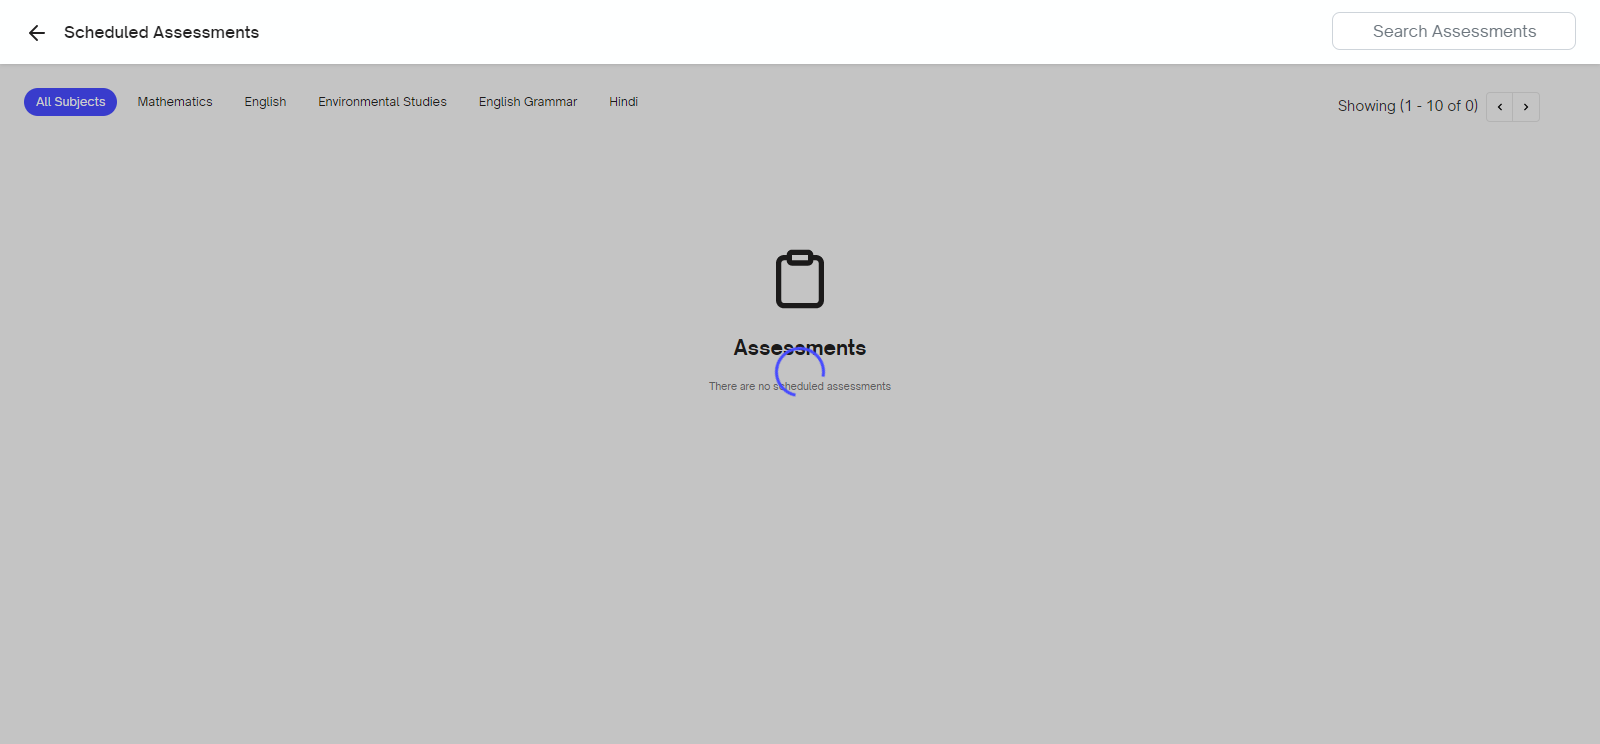 Scheduled Assessments
Search Assessments
All Subjects
Mathematics
English
Environmental Studies
English Grammar
Hindi
Showing (1 - 10 of 0)
Assessments
There are no scheduled assessments